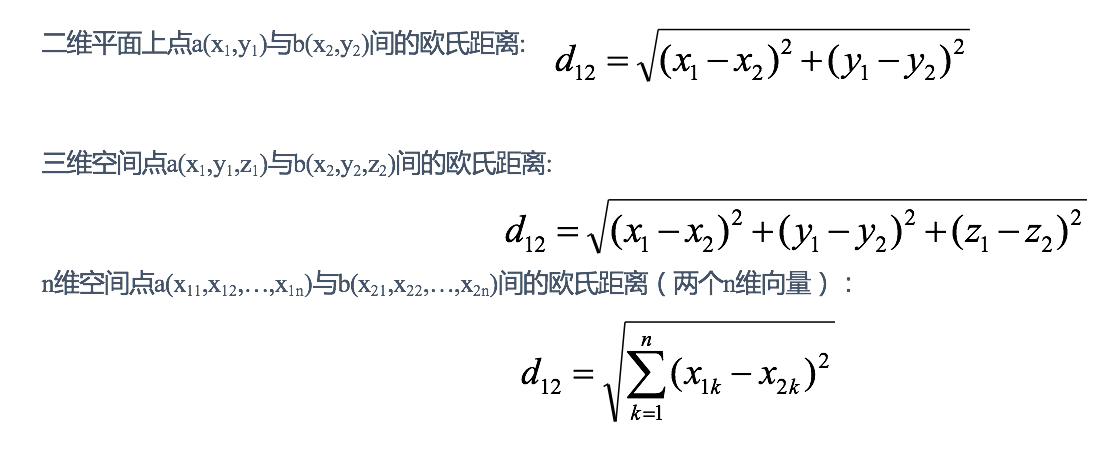 二维平面上点a(x₁,y₁)与b(x₂,y₂)间的欧氏距离: d₁₂ = √((x₁ − x₂)² + (y₁ − y₂)²)
三维空间点a(x₁,y₁,z₁)与b(x₂,y₂,z₂)间的欧氏距离:
d₁₂ = √((x₁ − x₂)² + (y₁ − y₂)² + (z₁ − z₂)²)
n维空间点a(x₁₁,x₁₂,…,x₁ₙ)与b(x₂₁,x₂₂,…,x₂ₙ)间的欧氏距离（两个n维向量）：
d₁₂ = √(∑ₖ₌₁ⁿ (x₁ₖ − x₂ₖ)²)